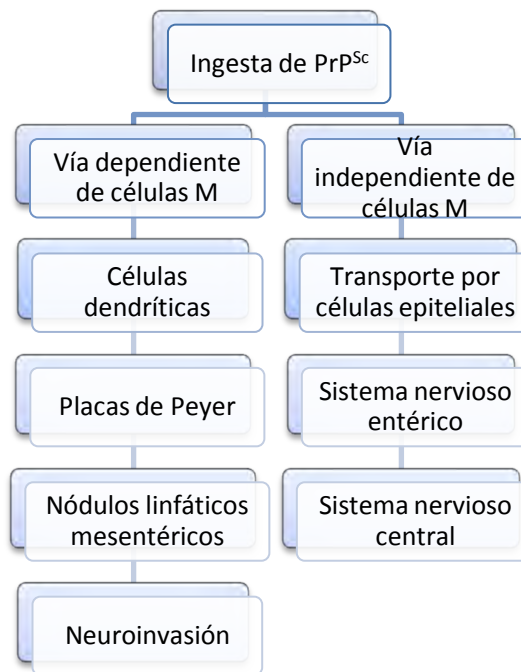 Ingesta de PrPSc
Vía dependiente
de células M
Células
dendríticas
Placas de Peyer
Nódulos linfáticos
mesentéricos
Neuroinvasión
Vía
independiente de
células M
Transporte por
células epiteliales
Sistema nervioso
entérico
Sistema nervioso
central